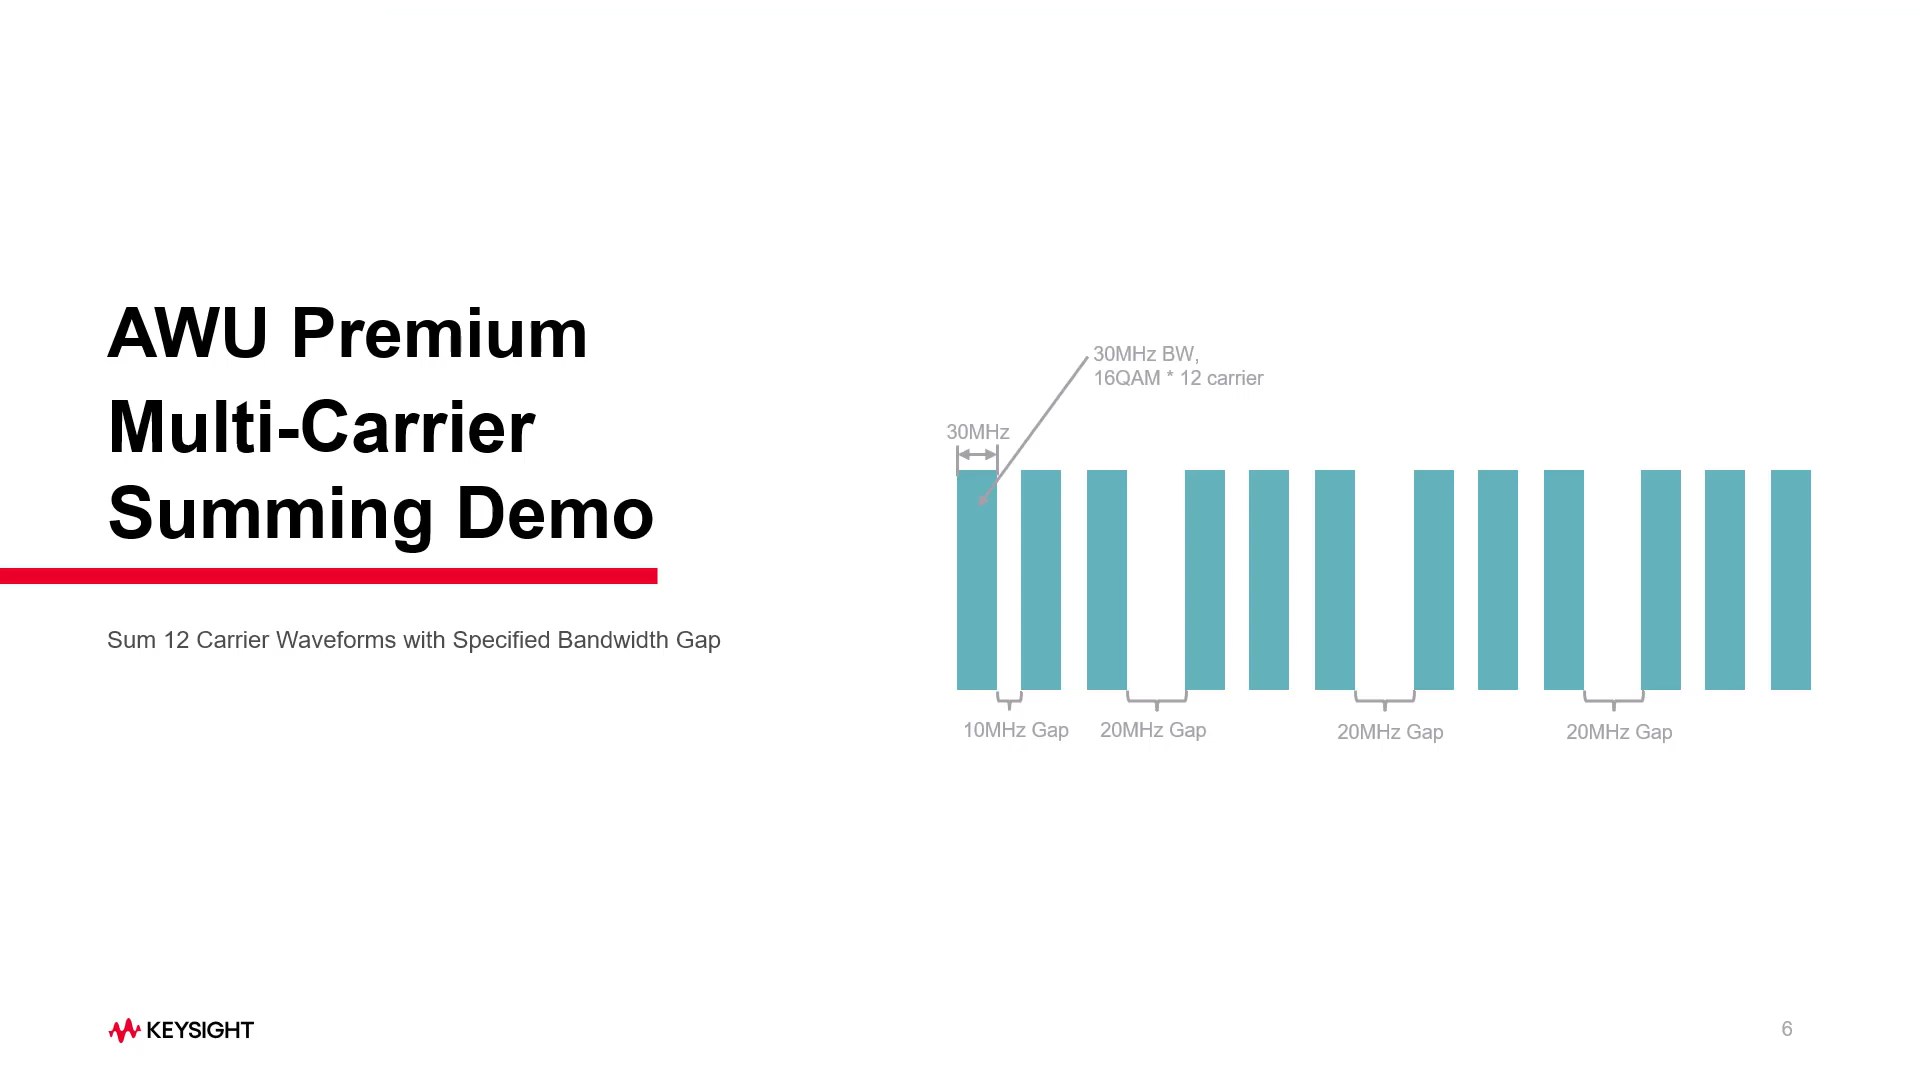 AWU Premium
Multi-Carrier
Summing Demo
Sum 12 Carrier Waveforms with Specified Bandwidth Gap
30MHz BW,
16QAM * 12 carrier
30MHz
10MHz Gap
20MHz Gap
20MHz Gap
20MHz Gap
KEYSIGHT
6